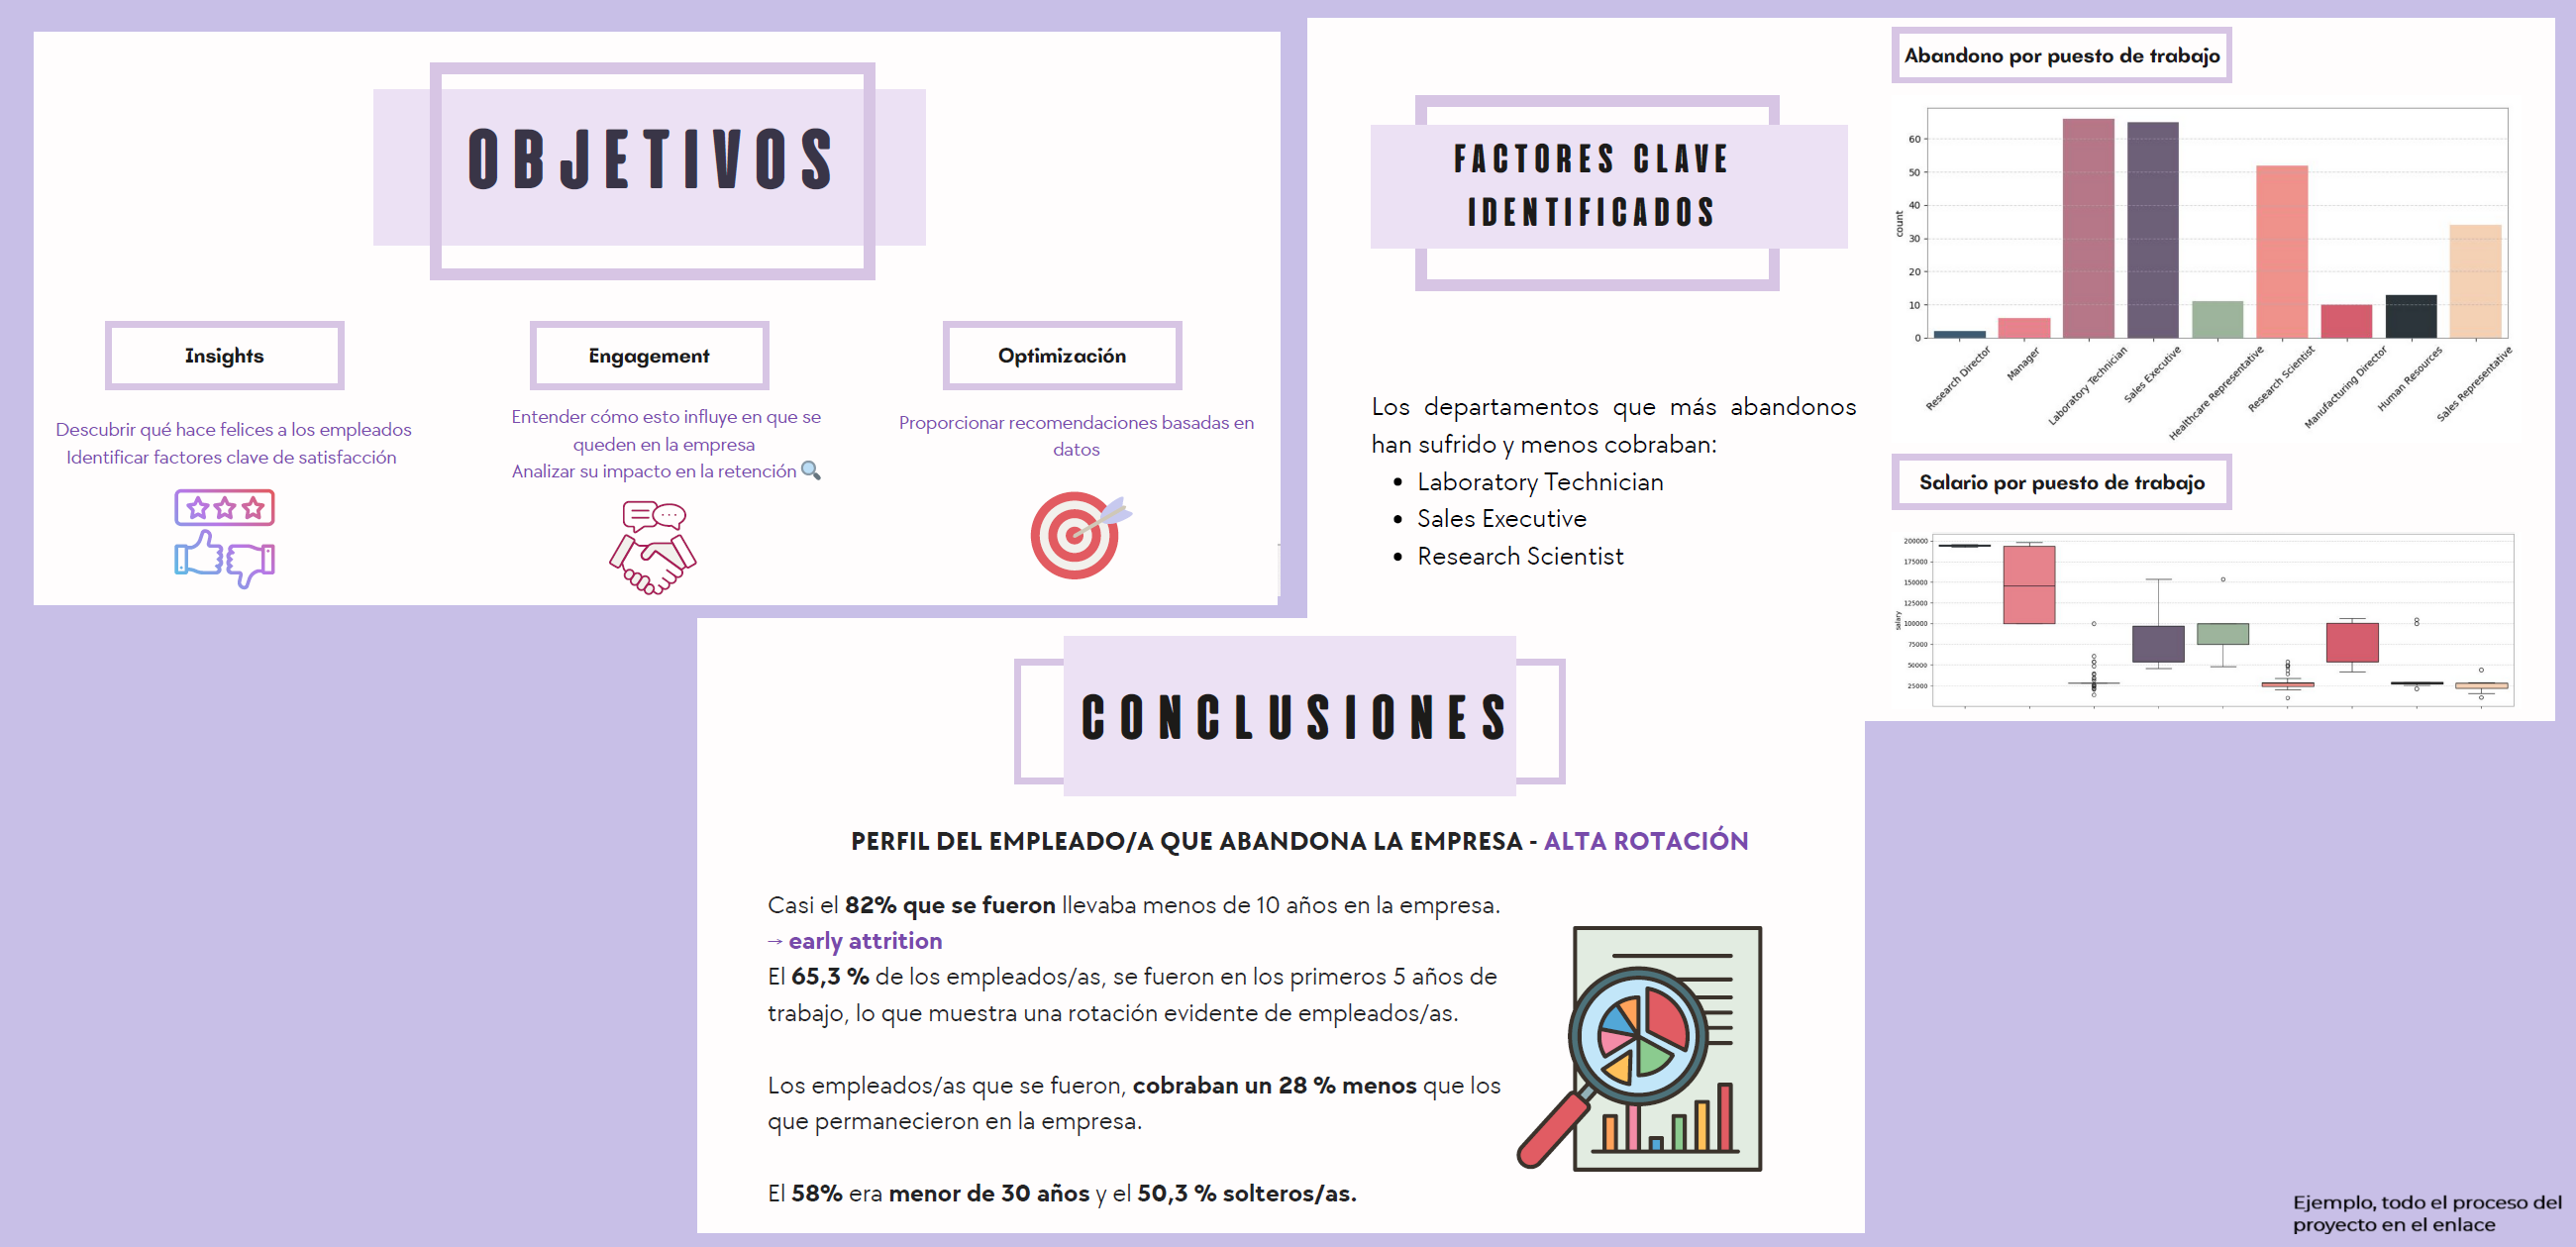 OBJETIVOS
Insights
Descubrir qué hace felices a los empleados
Identificar factores clave de satisfacción
Engagement
Entender cómo esto influye en que se
queden en la empresa
Analizar su impacto en la retención
Optimización
Proporcionar recomendaciones basadas en
datos
FACTORES CLAVE
IDENTIFICADOS
Los departamentos que más abandonos
han sufrido y menos cobraban:
• Laboratory Technician
• Sales Executive
• Research Scientist
Abandono por puesto de trabajo
count
60
50
40
30
20
10
0
Research Director
Manager
Laboratory Technician
Sales Executive
Healthcare Representative
Research Scientist
Manufacturing Director
Human Resources
Sales Representative
Salario por puesto de trabajo
salary
200000
175000
150000
125000
100000
75000
50000
25000
CONCLUSIONES
PERFIL DEL EMPLEADO/A QUE ABANDONA LA EMPRESA - ALTA ROTACIÓN
Casi el 82% que se fueron llevaba menos de 10 años en la empresa.
→ early attrition
El 65,3 % de los empleados/as, se fueron en los primeros 5 años de
trabajo, lo que muestra una rotación evidente de empleados/as.
Los empleados/as que se fueron, cobraban un 28 % menos que los
que permanecieron en la empresa.
El 58% era menor de 30 años y el 50,3 % solteros/as.
Ejemplo, todo el proceso del
proyecto en el enlace